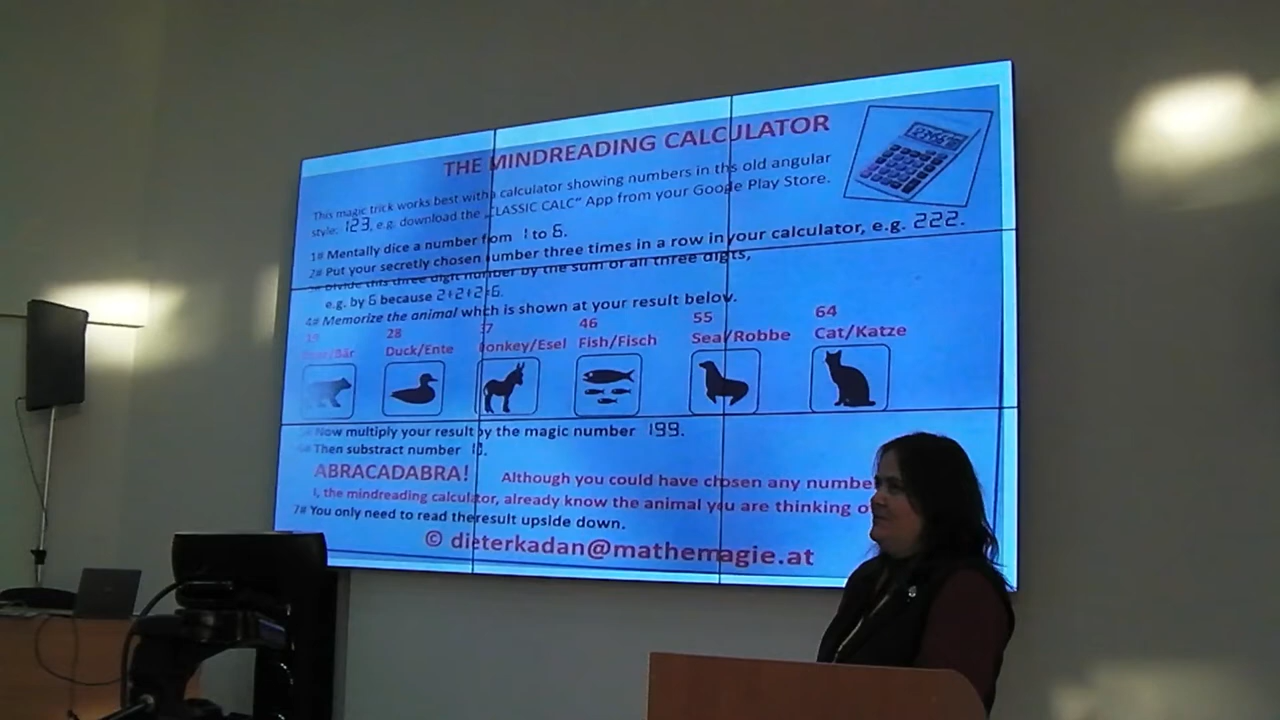 THE MINDREADING CALCULATOR
This magic trick works best with a calculator showing numbers in ths old angular
style: 123, e.g. download the „CLASSIC CALC“ App from your Google Play Store.
1# Mentally dice a number from 1 to 6.
2# Put your secretly chosen number three times in a row in your calculator, e.g. 222.
divide this three digit number by the sum of all three digits,
e.g. by 6 because 2+2+2=6.
4# Memorize the animal which is shown at your result below.
19 28 37 46 55 64
/Bär Duck/Ente Donkey/Esel Fish/Fisch Seal/Robbe Cat/Katze
Now multiply your result by the magic number 199.
Then substract number
ABRACADABRA! Although you could have chosen any numbe
I, the mindreading calculator, already know the animal you are thinking o
7# You only need to read the result upside down.
© dieterkadan@mathemagie.at